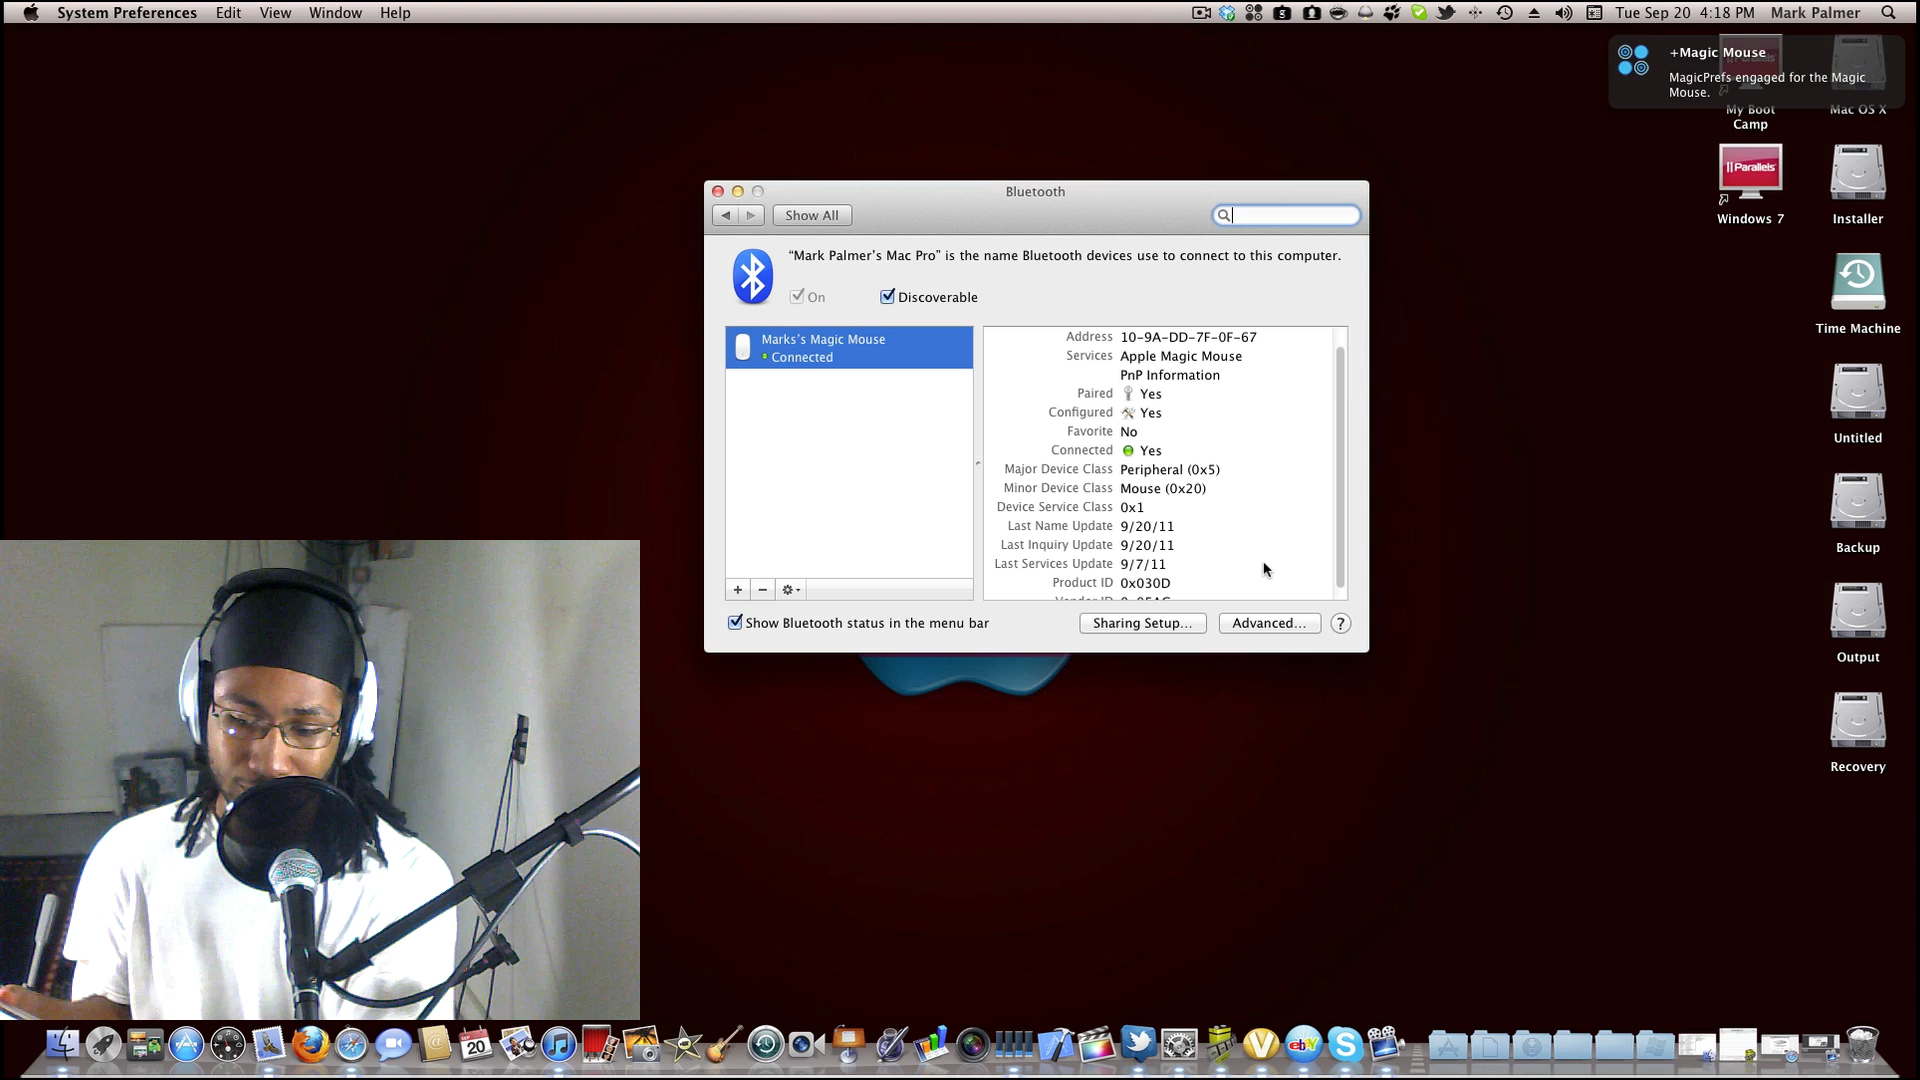 System Preferences Edit View Window Help
Tue Sep 20 4:18 PM Mark Palmer
+Magic Mouse
MagicPrefs engaged for the Magic
Mouse.
My Boot
Camp
Mac OS X
|| Parallels
Windows 7
Installer
Time Machine
Untitled
Backup
Output
Recovery
Bluetooth
Show All
“Mark Palmer’s Mac Pro” is the name Bluetooth devices use to connect to this computer.
On Discoverable
Marks’s Magic Mouse
Connected
Address 10-9A-DD-7F-0F-67
Services Apple Magic Mouse
PnP Information
Paired Yes
Configured Yes
Favorite No
Connected Yes
Major Device Class Peripheral (0x5)
Minor Device Class Mouse (0x20)
Device Service Class 0x1
Last Name Update 9/20/11
Last Inquiry Update 9/20/11
Last Services Update 9/7/11
Product ID 0x030D
Vendor ID 0x05AC
+ −
Show Bluetooth status in the menu bar
Sharing Setup... Advanced... ?
20
ebY